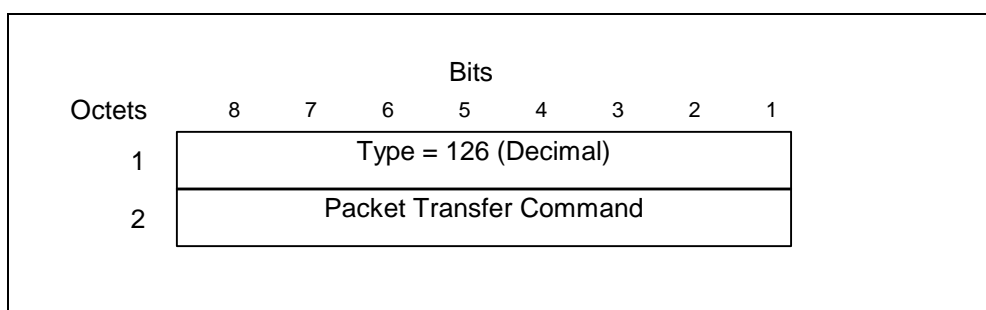 Bits
Octets 8 7 6 5 4 3 2 1
1 Type = 126 (Decimal)
2 Packet Transfer Command